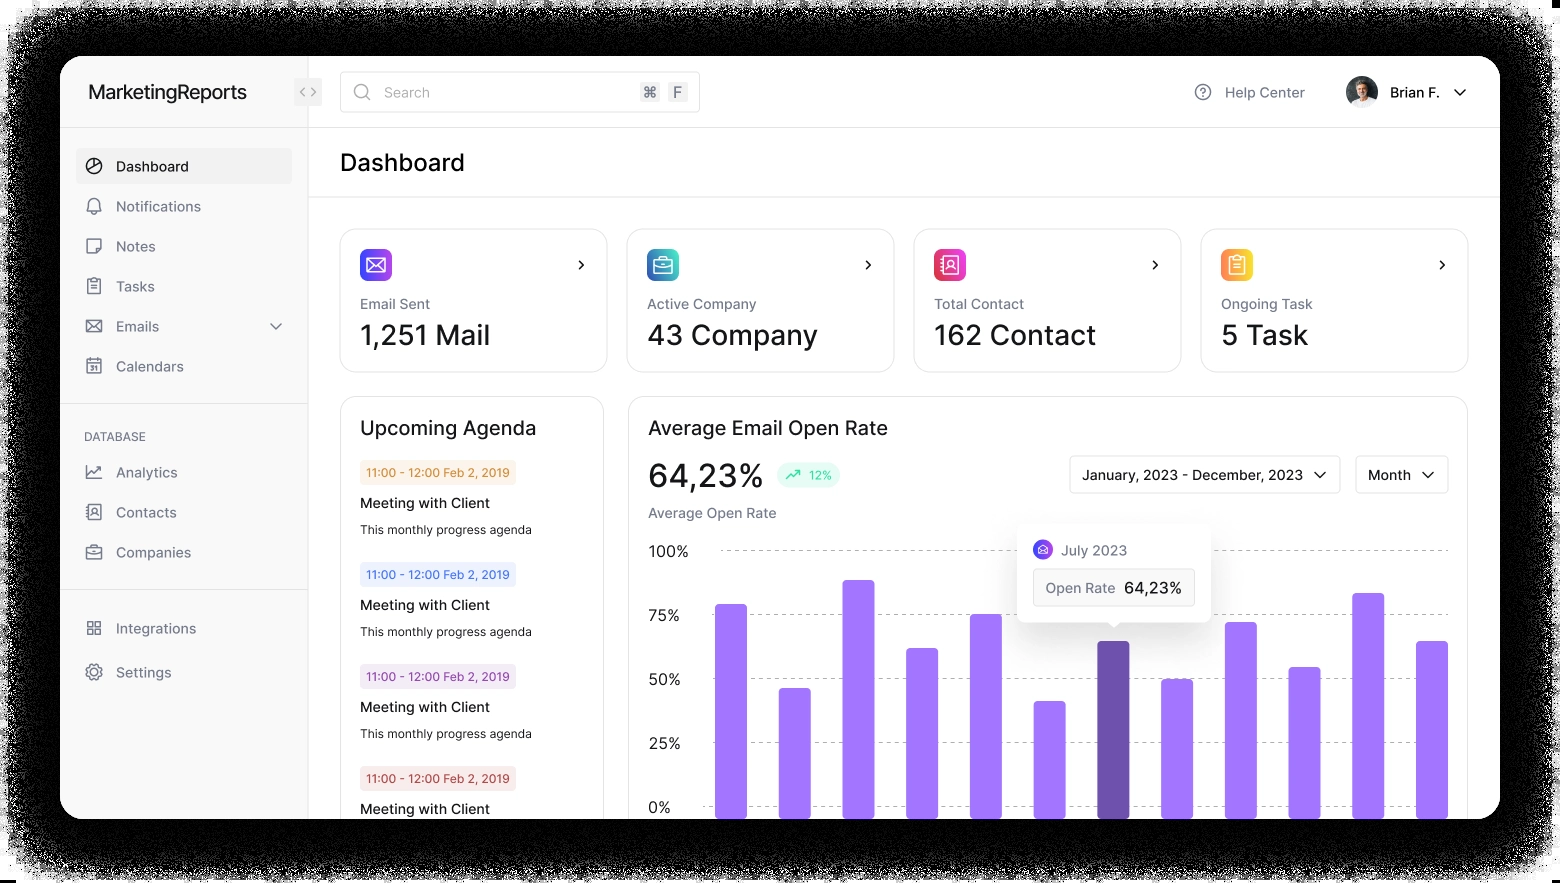 MarketingReports
Search
⌘ F
Help Center
Brian F.
Dashboard
Notifications
Notes
Tasks
Emails
31
Calendars
DATABASE
Analytics
Contacts
Companies
Integrations
Settings
Dashboard
Email Sent
1,251 Mail
Active Company
43 Company
Total Contact
162 Contact
Ongoing Task
5 Task
Upcoming Agenda
11:00 - 12:00 Feb 2, 2019
Meeting with Client
This monthly progress agenda
11:00 - 12:00 Feb 2, 2019
Meeting with Client
This monthly progress agenda
11:00 - 12:00 Feb 2, 2019
Meeting with Client
This monthly progress agenda
11:00 - 12:00 Feb 2, 2019
Meeting with Client
Average Email Open Rate
64,23% 12%
Average Open Rate
January, 2023 - December, 2023
Month
100%
75%
50%
25%
0%
July 2023
Open Rate 64,23%